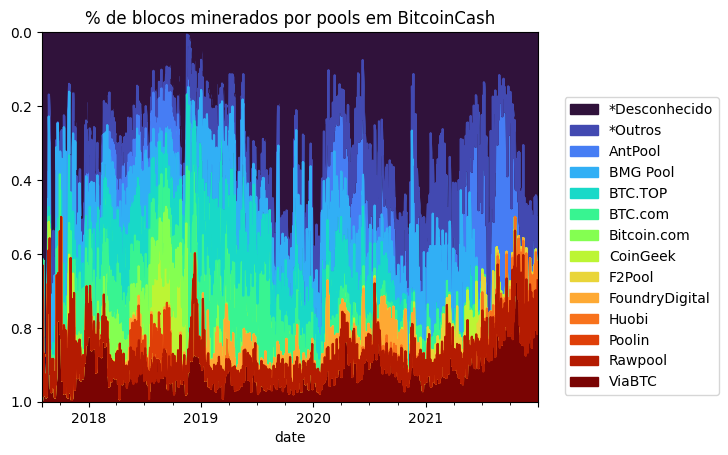 % de blocos minerados por pools em BitcoinCash
0.0
0.2
0.4
0.6
0.8
1.0
2018
2019
2020
2021
date
*Desconhecido
*Outros
AntPool
BMG Pool
BTC.TOP
BTC.com
Bitcoin.com
CoinGeek
F2Pool
FoundryDigital
Huobi
Poolin
Rawpool
ViaBTC